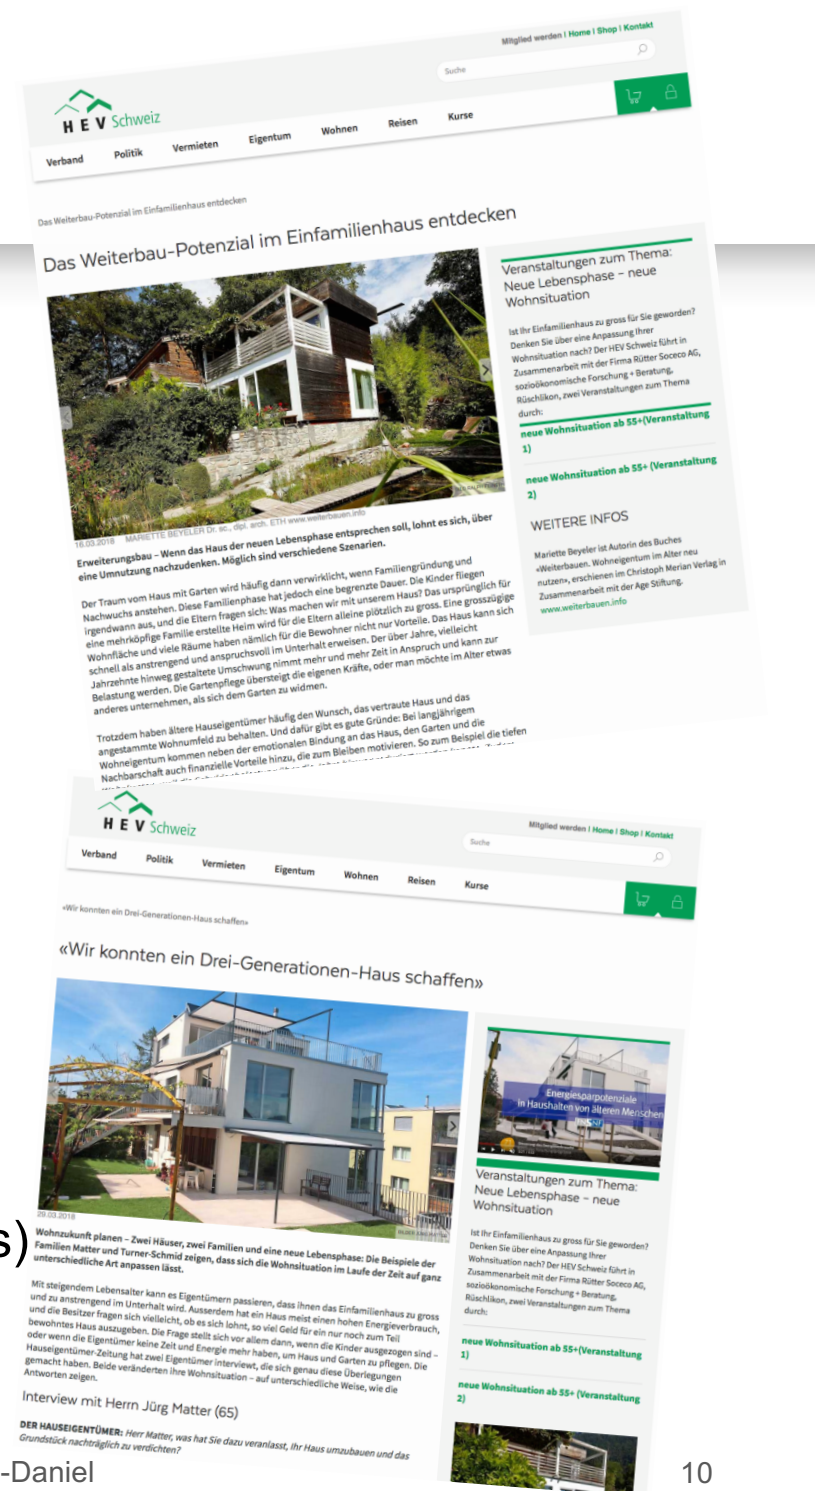 Mitglied werden I Home I Shop I Kontakt
Suche
HEV Schweiz
Verband Politik Vermieten Eigentum Wohnen Reisen Kurse
Das Weiterbau-Potenzial im Einfamilienhaus entdecken
Das Weiterbau-Potenzial im Einfamilienhaus entdecken
16.03.2018 MARIETTE BEYELER Dr. sc., dipl. arch. ETH www.weiterbauen.info
Erweiterungsbau – Wenn das Haus der neuen Lebensphase entsprechen soll, lohnt es sich, über
eine Umnutzung nachzudenken. Möglich sind verschiedene Szenarien.
Der Traum vom Haus mit Garten wird häufig dann verwirklicht, wenn Familiengründung und
Nachwuchs anstehen. Diese Familienphase hat jedoch eine begrenzte Dauer. Die Kinder fliegen
irgendwann aus, und die Eltern fragen sich: Was machen wir mit unserem Haus? Das ursprünglich für
eine mehrköpfige Familie erstellte Heim wird für die Eltern alleine plötzlich zu gross. Eine grosszügige
Wohnfläche und viele Räume haben nämlich für die Bewohner nicht nur Vorteile. Das Haus kann sich
schnell als anstrengend und anspruchsvoll im Unterhalt erweisen. Der über Jahre, vielleicht
Jahrzehnte hinweg gestaltete Umschwung nimmt mehr und mehr Zeit in Anspruch und kann zur
Belastung werden. Die Gartenpflege übersteigt die eigenen Kräfte, oder man möchte im Alter etwas
anderes unternehmen, als sich dem Garten zu widmen.
Trotzdem haben ältere Hauseigentümer häufig den Wunsch, das vertraute Haus und das
angestammte Wohnumfeld zu behalten. Und dafür gibt es gute Gründe: Bei langjährigem
Wohneigentum kommen neben der emotionalen Bindung an das Haus, den Garten und die
Nachbarschaft auch finanzielle Vorteile hinzu, die zum Bleiben motivieren. So zum Beispiel die tiefen
Veranstaltungen zum Thema:
Neue Lebensphase – neue
Wohnsituation
Ist Ihr Einfamilienhaus zu gross für Sie geworden?
Denken Sie über eine Anpassung Ihrer
Wohnsituation nach? Der HEV Schweiz führt in
Zusammenarbeit mit der Firma Rütter Soceco AG,
sozioökonomische Forschung + Beratung,
Rüschlikon, zwei Veranstaltungen zum Thema
durch:
neue Wohnsituation ab 55+(Veranstaltung
1)
neue Wohnsituation ab 55+ (Veranstaltung
2)
WEITERE INFOS
Mariette Beyeler ist Autorin des Buches
«Weiterbauen. Wohneigentum im Alter neu
nutzen», erschienen im Christoph Merian Verlag in
Zusammenarbeit mit der Age Stiftung.
www.weiterbauen.info
HEV Schweiz
Mitglied werden I Home I Shop I Kontakt
Suche
Verband Politik Vermieten Eigentum Wohnen Reisen Kurse
«Wir konnten ein Drei-Generationen-Haus schaffen»
«Wir konnten ein Drei-Generationen-Haus schaffen»
29.03.2018
Wohnzukunft planen – Zwei Häuser, zwei Familien und eine neue Lebensphase: Die Beispiele der
Familien Matter und Turner-Schmid zeigen, dass sich die Wohnsituation im Laufe der Zeit auf ganz
unterschiedliche Art anpassen lässt.
Mit steigendem Lebensalter kann es Eigentümern passieren, dass ihnen das Einfamilienhaus zu gross
und zu anstrengend im Unterhalt wird. Ausserdem hat ein Haus meist einen hohen Energieverbrauch,
und die Besitzer fragen sich vielleicht, ob es sich lohnt, so viel Geld für ein nur noch zum Teil
bewohntes Haus auszugeben. Die Frage stellt sich vor allem dann, wenn die Kinder ausgezogen sind –
oder wenn die Eigentümer keine Zeit und Energie mehr haben, um Haus und Garten zu pflegen. Die
Hauseigentümer-Zeitung hat zwei Eigentümer interviewt, die sich genau diese Überlegungen
gemacht haben. Beide veränderten ihre Wohnsituation – auf unterschiedliche Weise, wie die
Antworten zeigen.
Interview mit Herrn Jürg Matter (65)
DER HAUSEIGENTÜMER: Herr Matter, was hat Sie dazu veranlasst, Ihr Haus umzubauen und das
Grundstück nachträglich zu verdichten?
Energiesparpotenziale
in Haushalten von älteren Menschen
Veranstaltungen zum Thema:
Neue Lebensphase – neue
Wohnsituation
Ist Ihr Einfamilienhaus zu gross für Sie geworden?
Denken Sie über eine Anpassung Ihrer
Wohnsituation nach? Der HEV Schweiz führt in
Zusammenarbeit mit der Firma Rütter Soceco AG,
sozioökonomische Forschung + Beratung,
Rüschlikon, zwei Veranstaltungen zum Thema
durch:
neue Wohnsituation ab 55+(Veranstaltung
1)
neue Wohnsituation ab 55+ (Veranstaltung
2)
s)
-Daniel
10